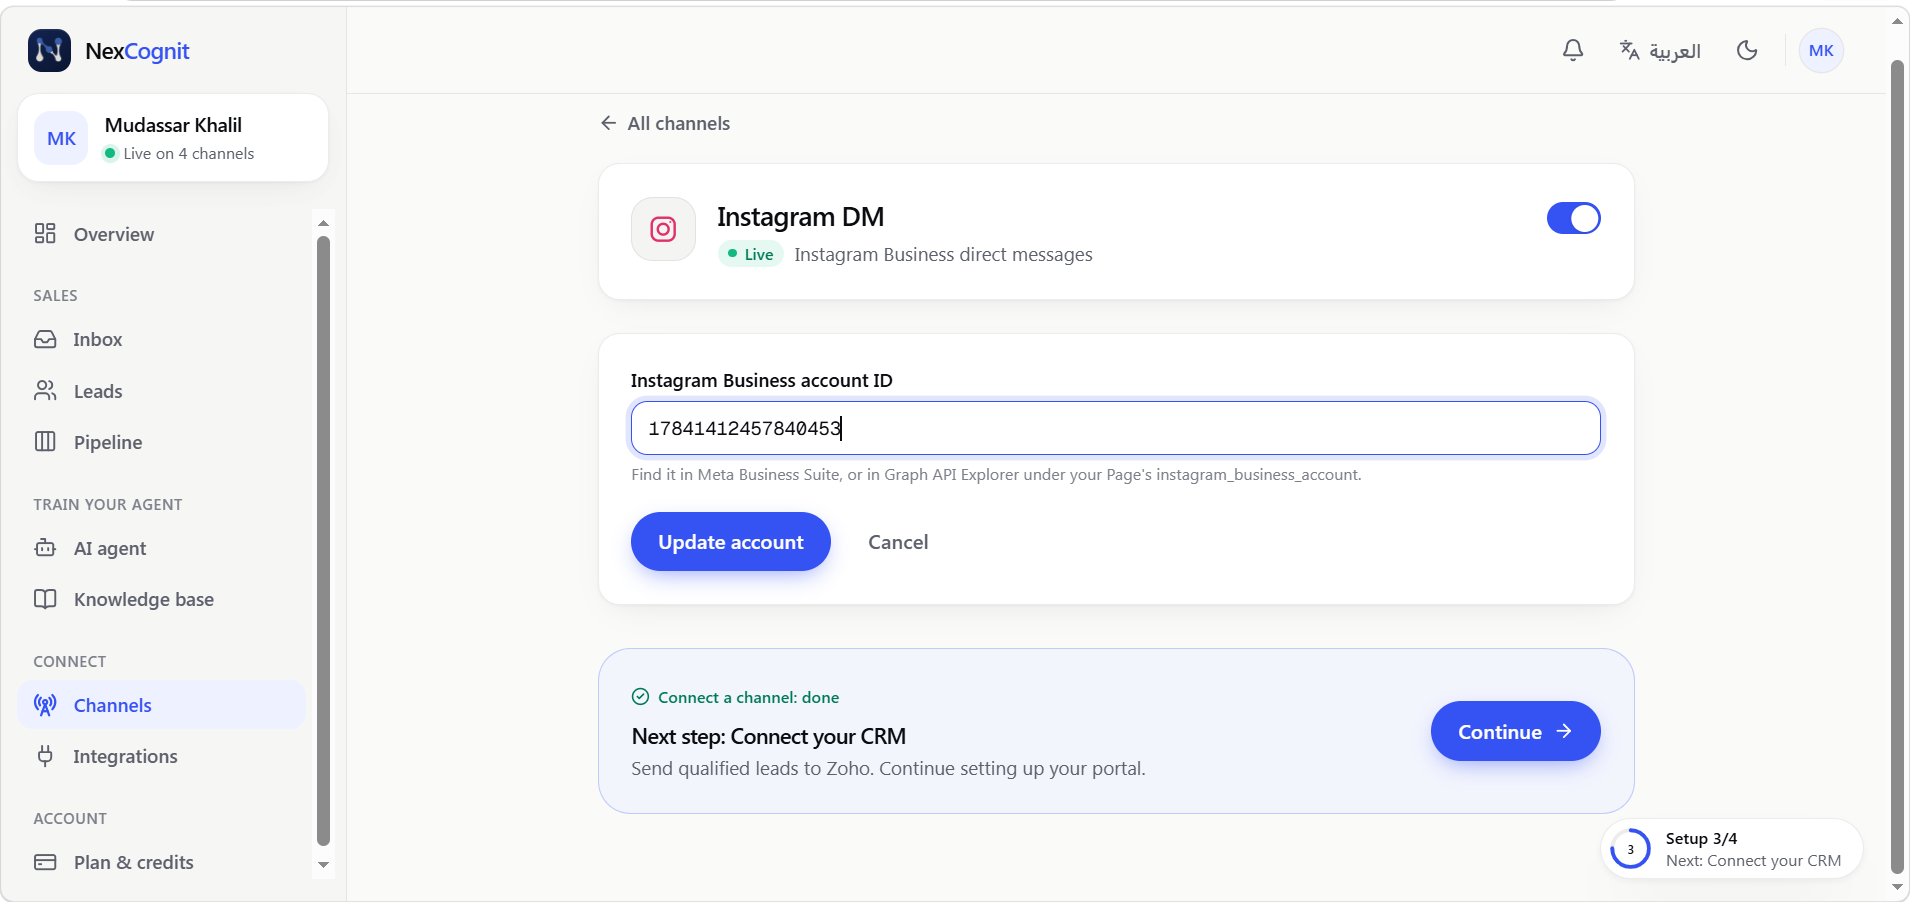 NexCognit
MK
Mudassar Khalil
Live on 4 channels
Overview
SALES
Inbox
Leads
Pipeline
TRAIN YOUR AGENT
AI agent
Knowledge base
CONNECT
Channels
Integrations
ACCOUNT
Plan & credits
العربية
MK
All channels
Instagram DM
Live Instagram Business direct messages
Instagram Business account ID
17841412457840453
Find it in Meta Business Suite, or in Graph API Explorer under your Page's instagram_business_account.
Update account Cancel
Connect a channel: done
Next step: Connect your CRM
Send qualified leads to Zoho. Continue setting up your portal.
Continue
3
Setup 3/4
Next: Connect your CRM